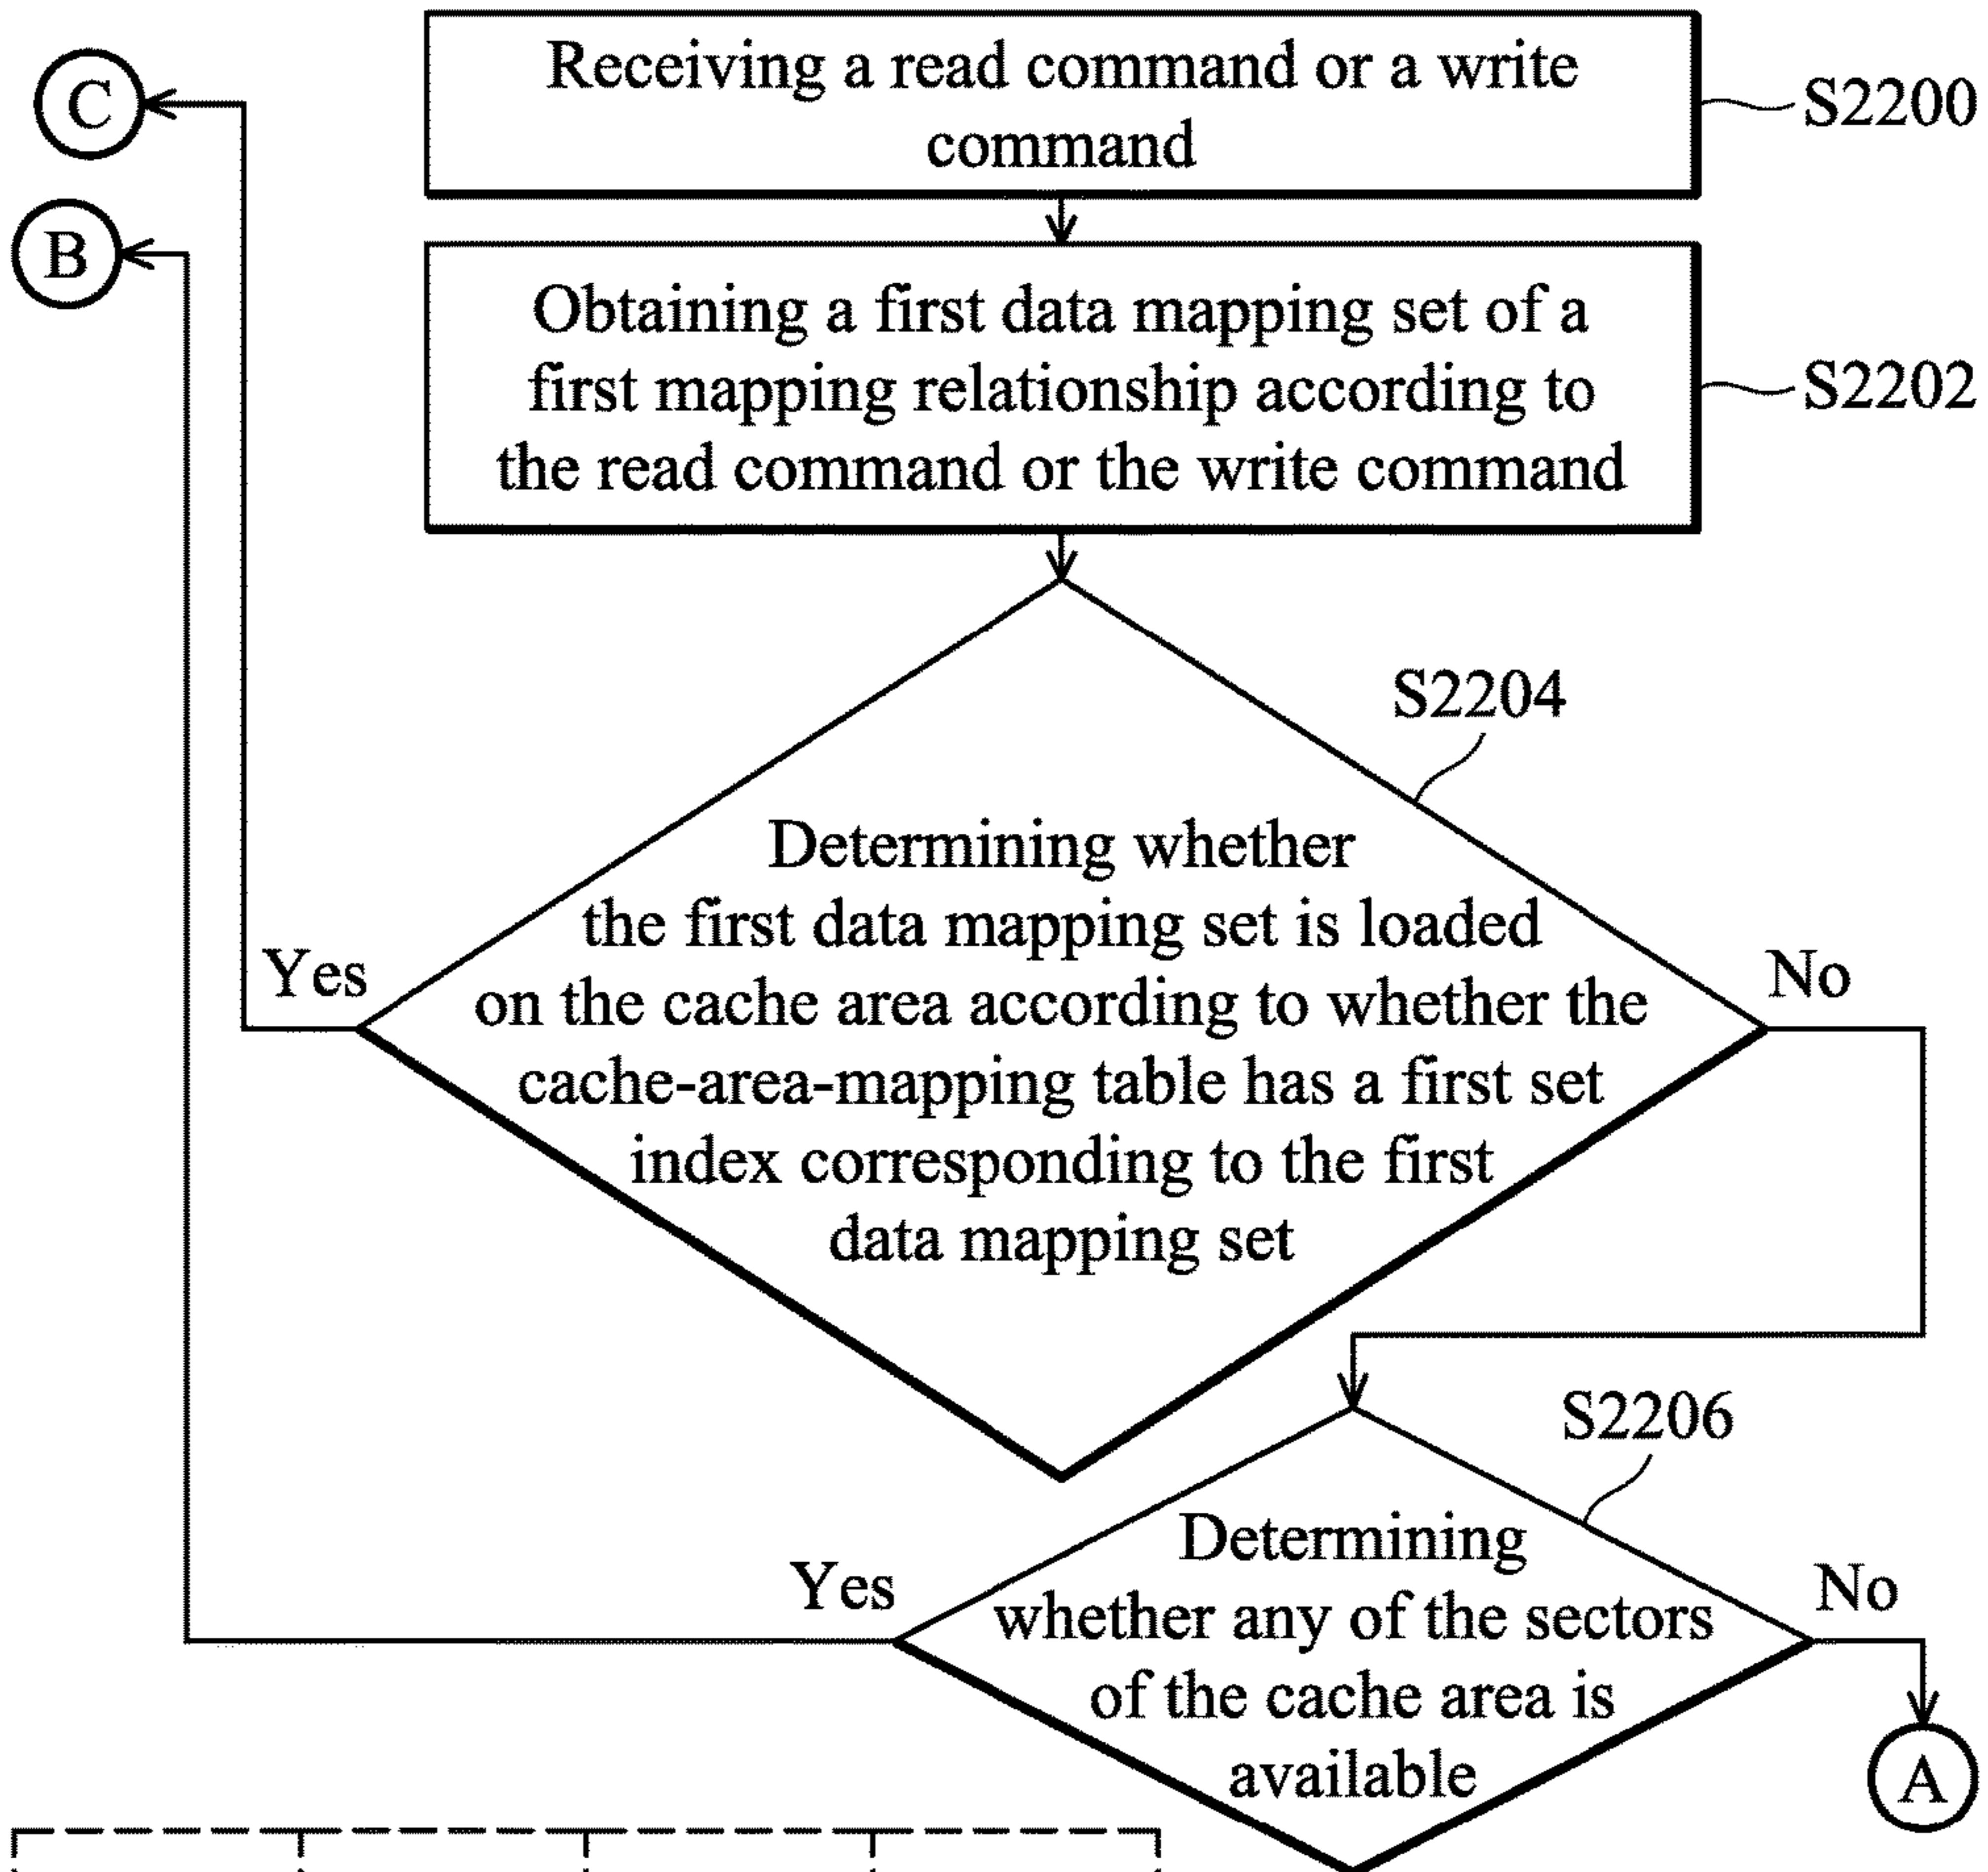 Receiving a read command or a write
command
S2200
C
B
Obtaining a first data mapping set of a
first mapping relationship according to
the read command or the write command
S2202
S2204
Determining whether
the first data mapping set is loaded
on the cache area according to whether the
cache-area-mapping table has a first set
index corresponding to the first
data mapping set
Yes
No
S2206
Determining
whether any of the sectors
of the cache area is
available
Yes
No
A